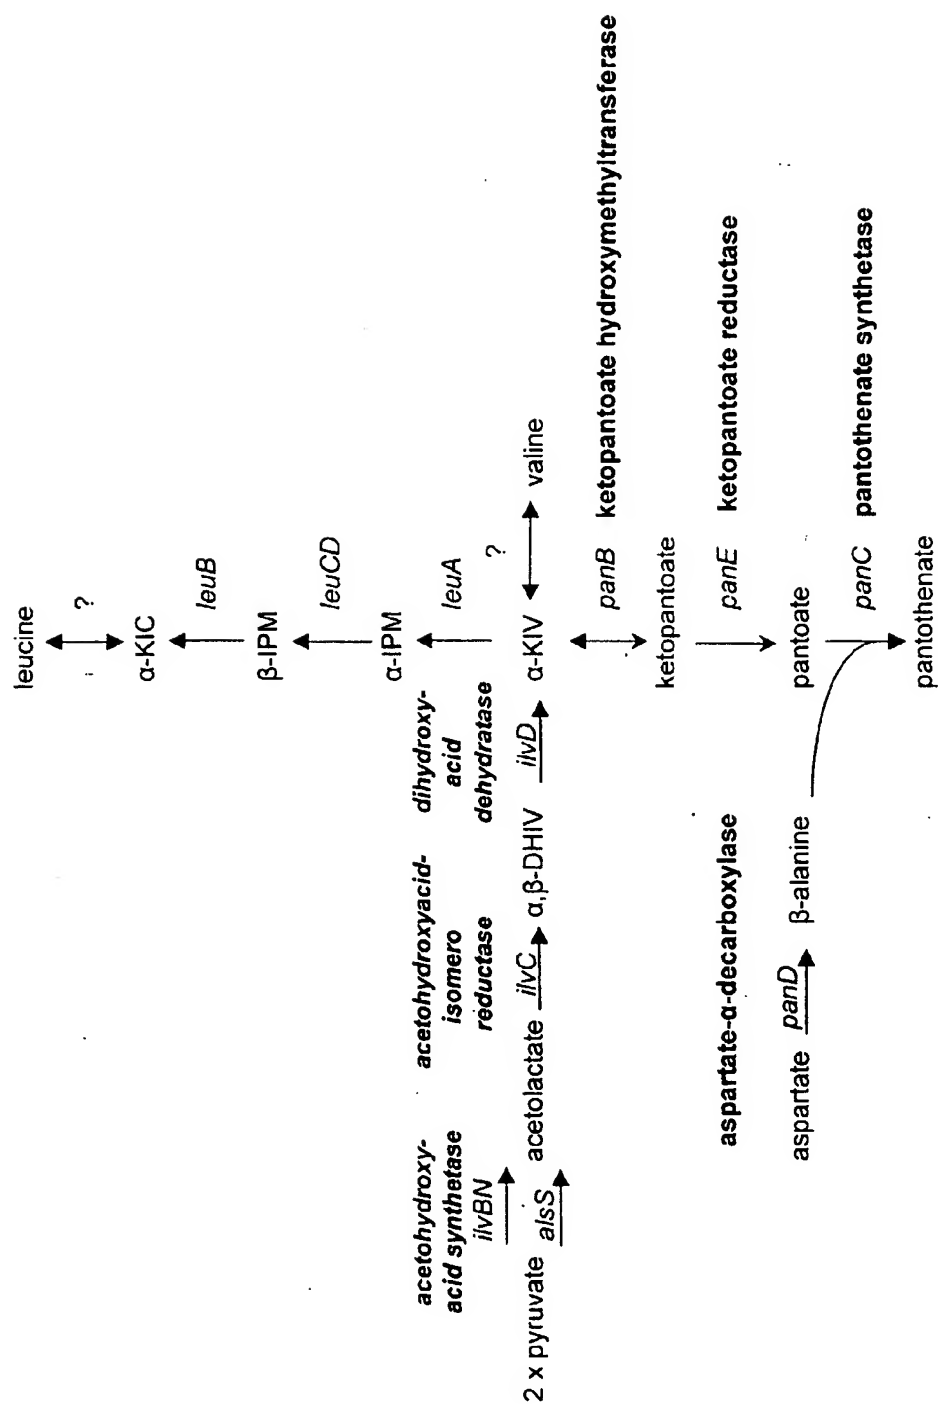 leucine
?
α-KIC
leuB
β-IPM
leuCD
α-IPM
leuA
?
acetohydroxy-
acid synthetase
ilvBN
acetohydroxyacid-
isomero
reductase
dihydroxy-
acid
dehydratase
2 x pyruvate alsS acetolactate ilvC α,β-DHIV ilvD α-KIV valine
panB ketopantoate hydroxymethyltransferase
ketopantoate
panE ketopantoate reductase
aspartate-α-decarboxylase
aspartate panD β-alanine
pantoate
panC pantothenate synthetase
pantothenate